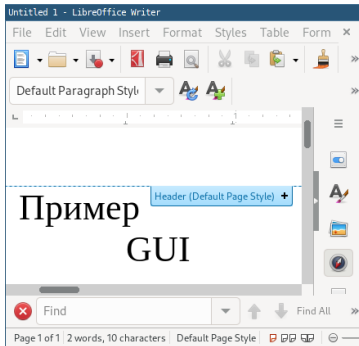 Untitled 1 - LibreOffice Writer
File Edit View Insert Format Styles Table Form
Default Paragraph Style
Header (Default Page Style) +
Пример
GUI
Find
Find All
Page 1 of 1 2 words, 10 characters Default Page Style